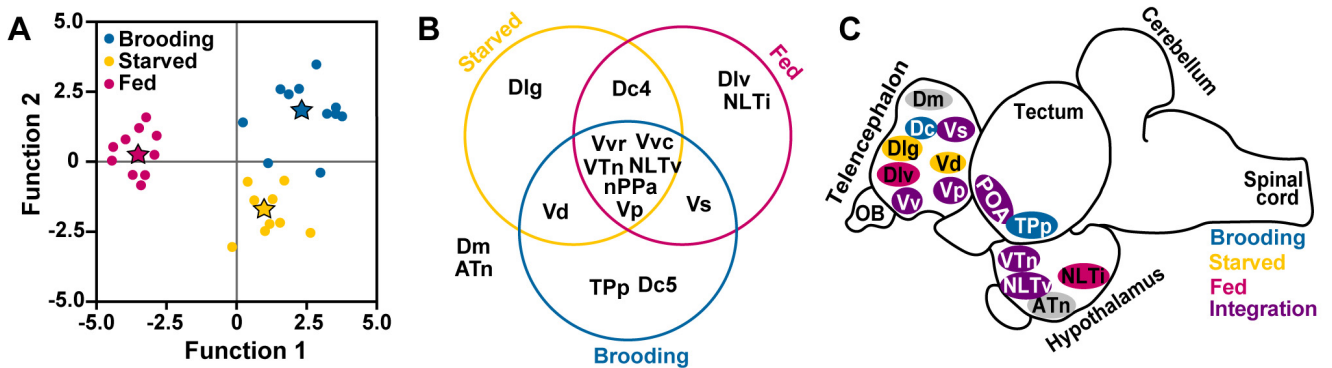 A
5.0
2.5
0
-2.5
-5.0
-5.0
-2.5
0
2.5
5.0
Function 2
Function 1
Brooding
Starved
Fed
B
Starved
Fed
Dlg
Dc4
Dlv
NLTi
Vvr Vvc
VTn NLTv
nPPa
Vp
Vd
Vs
Dm
ATn
TPp Dc5
Brooding
C
Telencephalon
Cerebellum
Tectum
Dm
Dc
Vs
Dlg
Vd
Dlv
Vp
Vv
OB
POA
TPp
Spinal
cord
VTn
NLTv
NLTi
ATn
Hypothalamus
Brooding
Starved
Fed
Integration